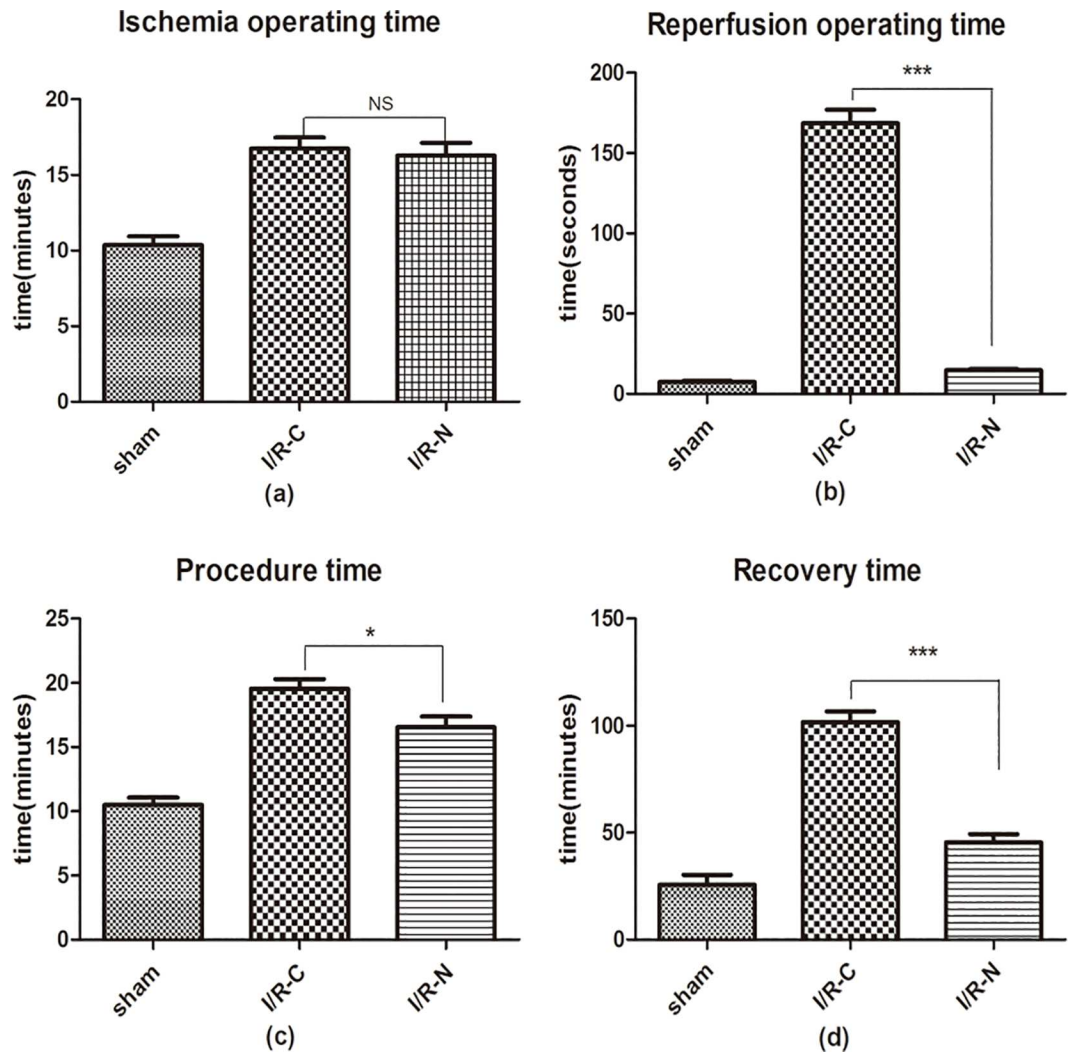 Ischemia operating time
time(minutes)
20
15
10
5
0
NS
sham
I/R-C
I/R-N
(a)
Reperfusion operating time
time(seconds)
200
150
100
50
0
***
sham
I/R-C
I/R-N
(b)
Procedure time
time(minutes)
25
20
15
10
5
0
*
sham
I/R-C
I/R-N
(c)
Recovery time
time(minutes)
150
100
50
0
***
sham
I/R-C
I/R-N
(d)